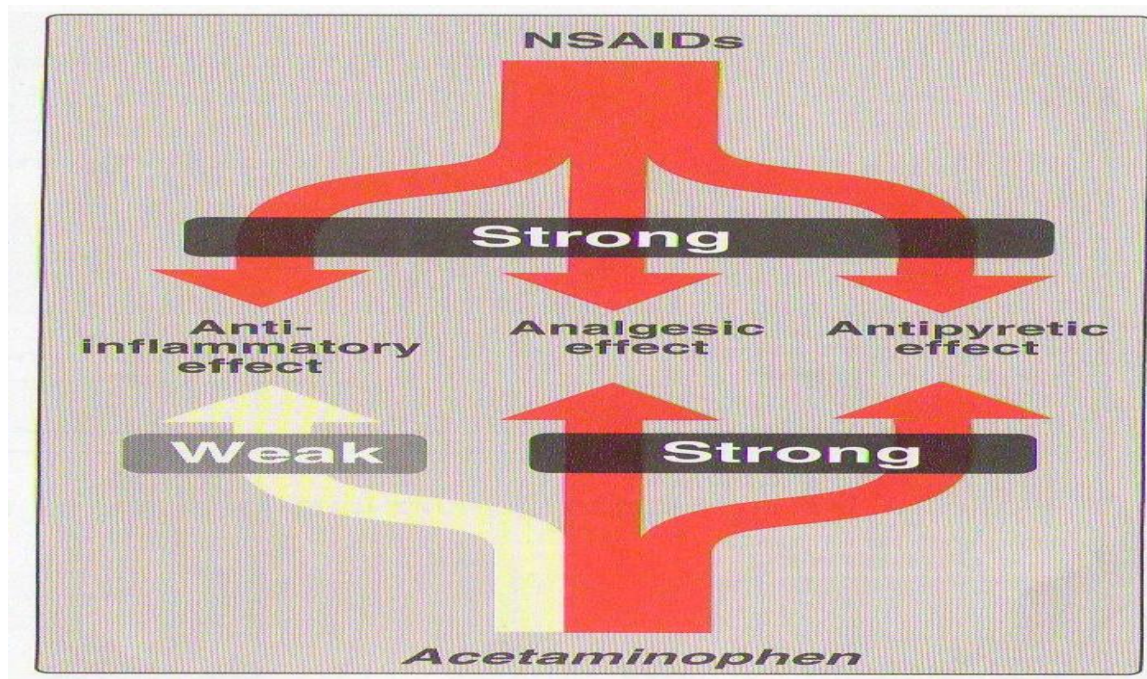 NSAIDs
Strong
Anti-
inflammatory
effect
Analgesic
effect
Antipyretic
effect
Weak
Strong
Acetaminophen